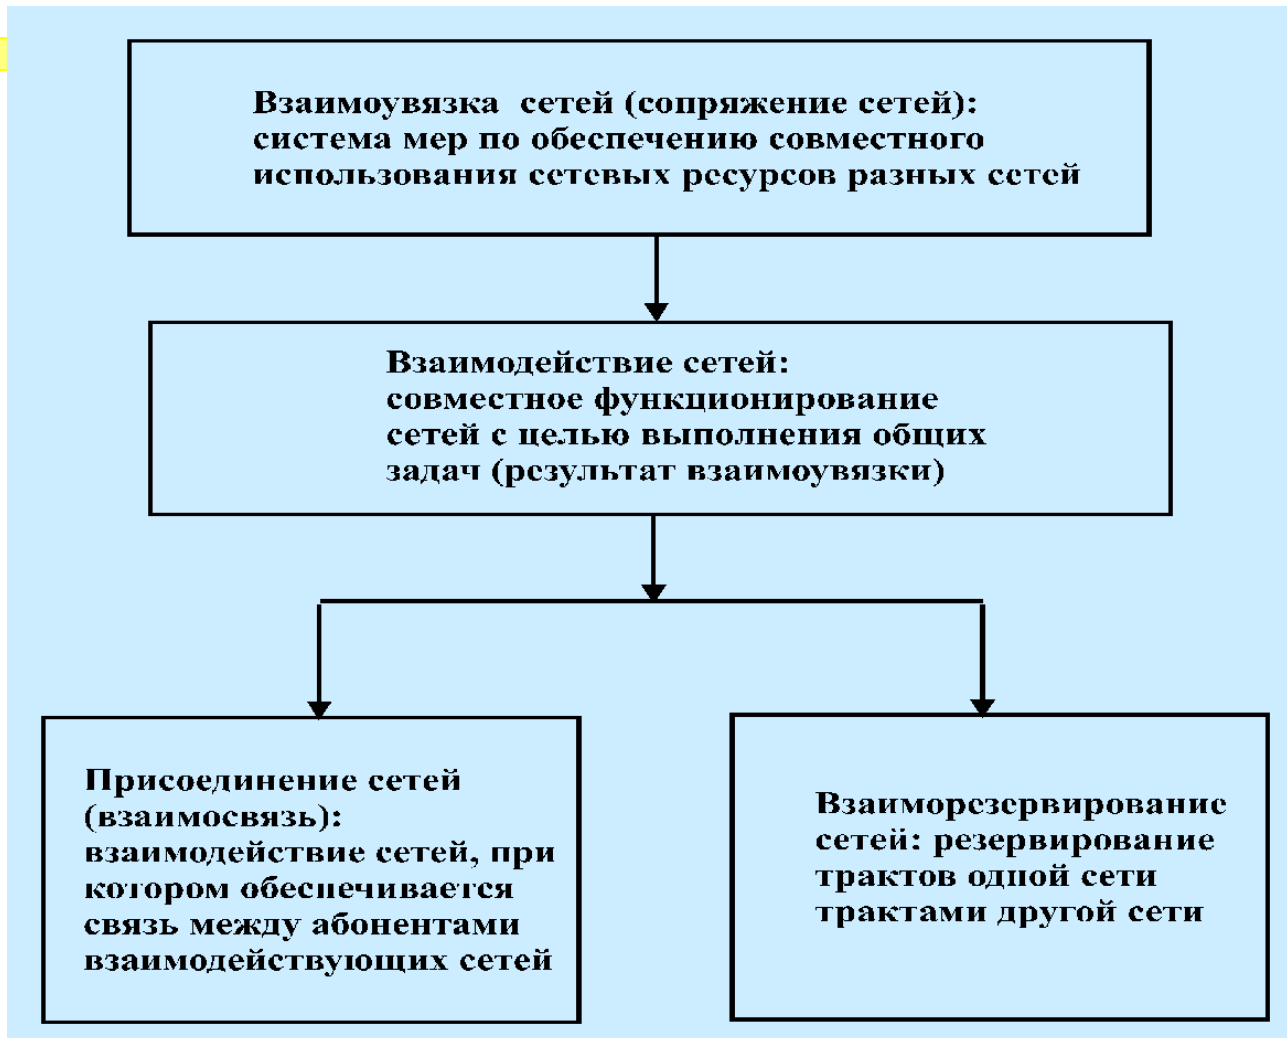 Взаимоувязка сетей (сопряжение сетей):
система мер по обеспечению совместного
использования сетевых ресурсов разных сетей
Взаимодействие сетей:
совместное функционирование
сетей с целью выполнения общих
задач (результат взаимоувязки)
Присоединение сетей
(взаимосвязь):
взаимодействие сетей, при
котором обеспечивается
связь между абонентами
взаимодействующих сетей
Взаиморезервирование
сетей: резервирование
трактов одной сети
трактами другой сети